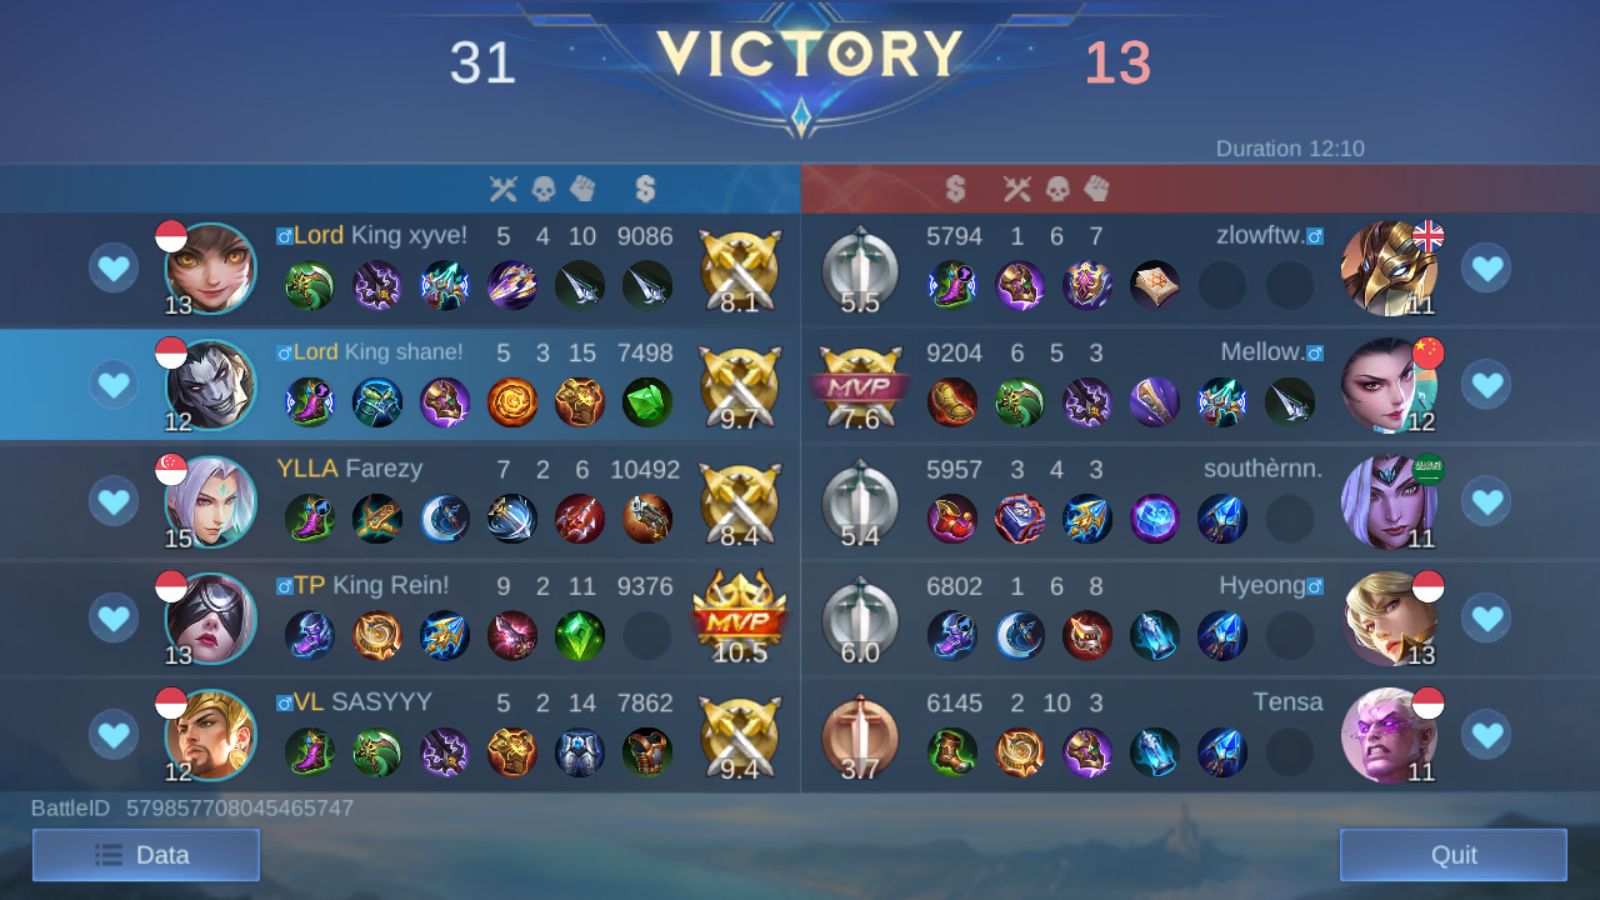 31 VICTORY 13
Duration 12:10
Lord King xyve! 5 4 10 9086
13 8.1
5794 1 6 7 zlowftw.
5.5 11
Lord King shane! 5 3 15 7498
12 9.7
9204 6 5 3 Mellow.
MVP
7.6 12
YLLA Farezy 7 2 6 10492
15 8.4
5957 3 4 3 southèrnn.
5.4 11
TP King Rein! 9 2 11 9376
MVP
13 10.5
6802 1 6 8 Hyeong
6.0 13
VL SASYYY 5 2 14 7862
12 9.4
6145 2 10 3 Tensa
3.7 11
BattleID 579857708045465747
Data
Quit